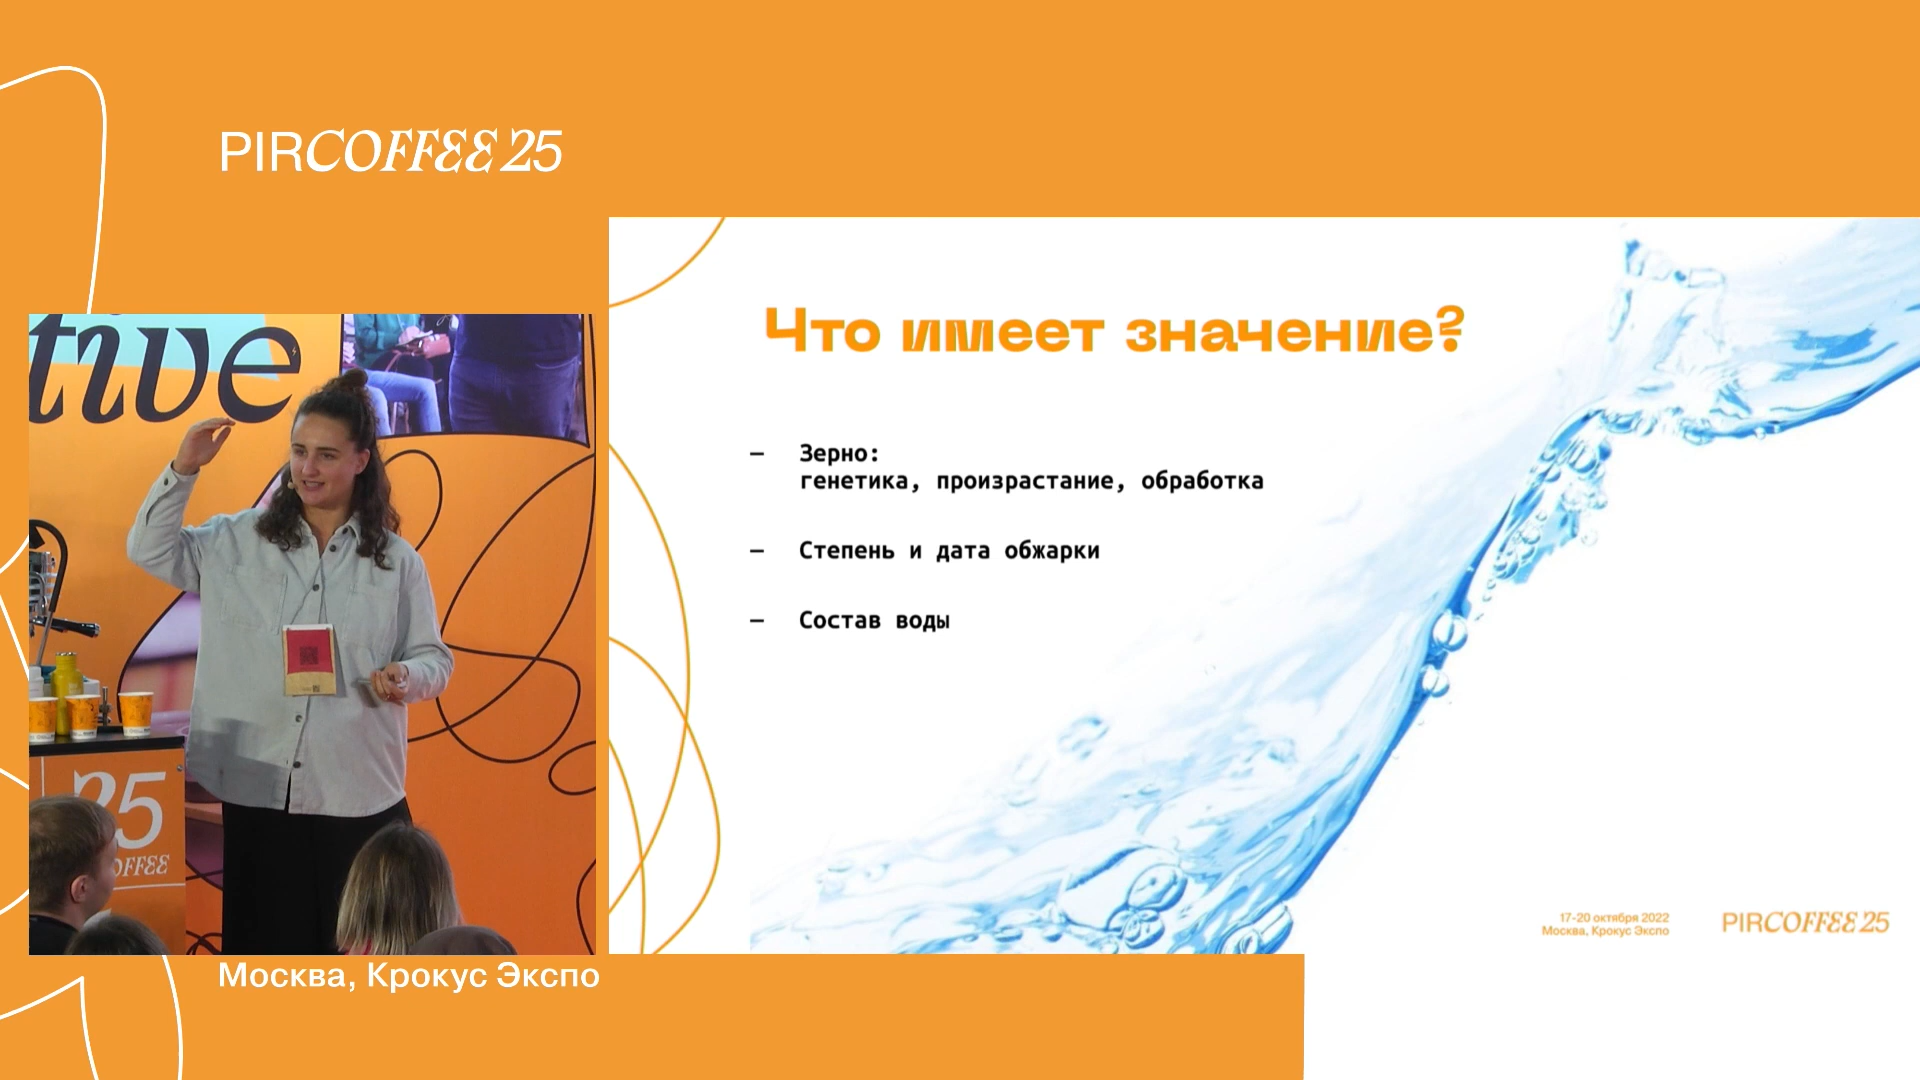 PIRCOFFEE 25
tive
25
OFFEE
Что имеет значение?
– Зерно:
генетика, произрастание, обработка
– Степень и дата обжарки
– Состав воды
17-20 октября 2022
Москва, Крокус Экспо
PIRCOFFEE 25
Москва, Крокус Экспо